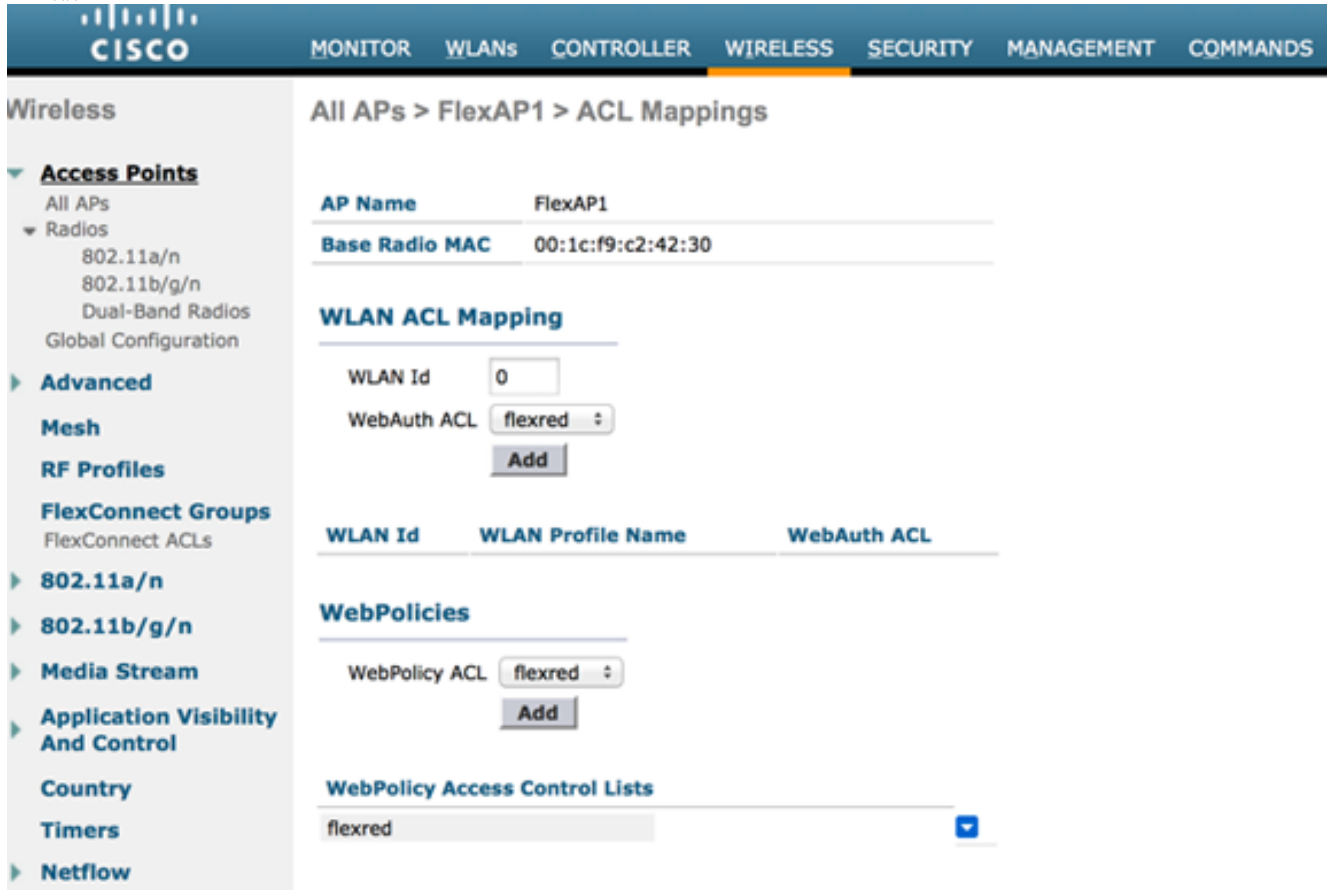 CISCO
MONITOR WLANs CONTROLLER WIRELESS SECURITY MANAGEMENT COMMANDS
Wireless
Access Points
All APs
Radios
802.11a/n
802.11b/g/n
Dual-Band Radios
Global Configuration
Advanced
Mesh
RF Profiles
FlexConnect Groups
FlexConnect ACLs
802.11a/n
802.11b/g/n
Media Stream
Application Visibility
And Control
Country
Timers
Netflow
All APs > FlexAP1 > ACL Mappings
AP Name FlexAP1
Base Radio MAC 00:1c:f9:c2:42:30
WLAN ACL Mapping
WLAN Id 0
WebAuth ACL flexred
Add
WLAN Id WLAN Profile Name WebAuth ACL
WebPolicies
WebPolicy ACL flexred
Add
WebPolicy Access Control Lists
flexred